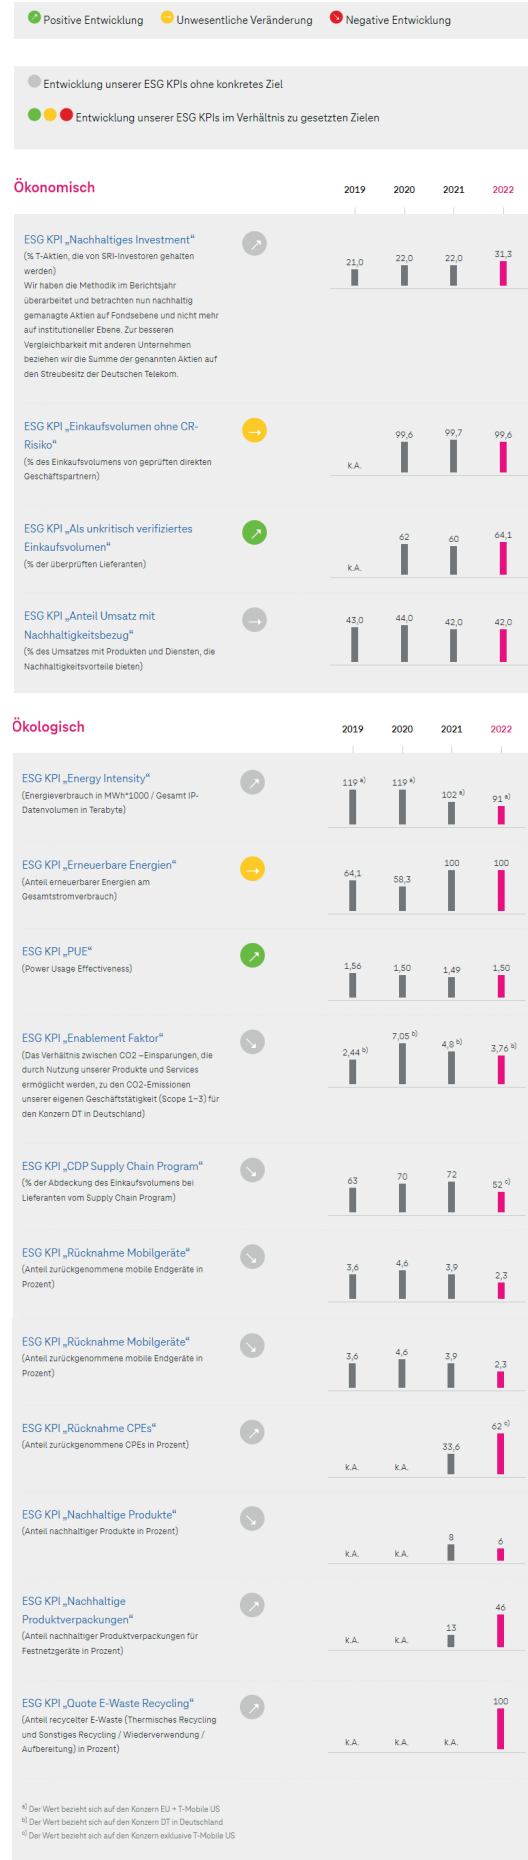 Positive Entwicklung Unwesentliche Veränderung Negative Entwicklung
Entwicklung unserer ESG KPIs ohne konkretes Ziel
Entwicklung unserer ESG KPIs im Verhältnis zu gesetzten Zielen
Ökonomisch 2019 2020 2021 2022
ESG KPI „Nachhaltiges Investment“
(% T-Aktien, die von SRI-Investoren gehalten
werden)
Wir haben die Methodik im Berichtsjahr
überarbeitet und betrachten nun nachhaltig
gemanagte Aktien auf Fondsebene und nicht mehr
auf institutioneller Ebene. Zur besseren
Vergleichbarkeit mit anderen Unternehmen
beziehen wir die Summe der genannten Aktien auf
den Streubesitz der Deutschen Telekom.
21,0 22,0 22,0 31,3
ESG KPI „Einkaufsvolumen ohne CR-
Risiko“
(% des Einkaufsvolumens von geprüften direkten
Geschäftspartnern)
k.A. 99,6 99,7 99,6
ESG KPI „Als unkritisch verifiziertes
Einkaufsvolumen“
(% der überprüften Lieferanten)
k.A. 62 60 64,1
ESG KPI „Anteil Umsatz mit
Nachhaltigkeitsbezug“
(% des Umsatzes mit Produkten und Diensten, die
Nachhaltigkeitsvorteile bieten)
43,0 44,0 42,0 42,0
Ökologisch 2019 2020 2021 2022
ESG KPI „Energy Intensity“
(Energieverbrauch in MWh*1000 / Gesamt IP-
Datenvolumen in Terabyte)
119 a) 119 a) 102 a) 91 a)
ESG KPI „Erneuerbare Energien“
(Anteil erneuerbarer Energien am
Gesamtstromverbrauch)
64,1 58,3 100 100
ESG KPI „PUE“
(Power Usage Effectiveness)
1,56 1,50 1,49 1,50
ESG KPI „Enablement Faktor“
(Das Verhältnis zwischen CO2 –Einsparungen, die
durch Nutzung unserer Produkte und Services
ermöglicht werden, zu den CO2-Emissionen
unserer eigenen Geschäftstätigkeit (Scope 1–3) für
den Konzern DT in Deutschland)
2,44 b) 7,05 b) 4,8 b) 3,76 b)
ESG KPI „CDP Supply Chain Program“
(% der Abdeckung des Einkaufsvolumens bei
Lieferanten vom Supply Chain Program)
63 70 72 52 c)
ESG KPI „Rücknahme Mobilgeräte“
(Anteil zurückgenommene mobile Endgeräte in
Prozent)
3,6 4,6 3,9 2,3
ESG KPI „Rücknahme Mobilgeräte“
(Anteil zurückgenommene mobile Endgeräte in
Prozent)
3,6 4,6 3,9 2,3
ESG KPI „Rücknahme CPEs“
(Anteil zurückgenommene CPEs in Prozent)
k.A. k.A. 33,6 62 c)
ESG KPI „Nachhaltige Produkte“
(Anteil nachhaltiger Produkte in Prozent)
k.A. k.A. 8 6
ESG KPI „Nachhaltige
Produktverpackungen“
(Anteil nachhaltiger Produktverpackungen für
Festnetzgeräte in Prozent)
k.A. k.A. 13 46
ESG KPI „Quote E-Waste Recycling“
(Anteil recycelter E-Waste (Thermisches Recycling
und Sonstiges Recycling / Wiederverwendung /
Aufbereitung) in Prozent)
k.A. k.A. k.A. 100
a) Der Wert bezieht sich auf den Konzern EU + T-Mobile US
b) Der Wert bezieht sich auf den Konzern DT in Deutschland
c) Der Wert bezieht sich auf den Konzern exklusive T-Mobile US